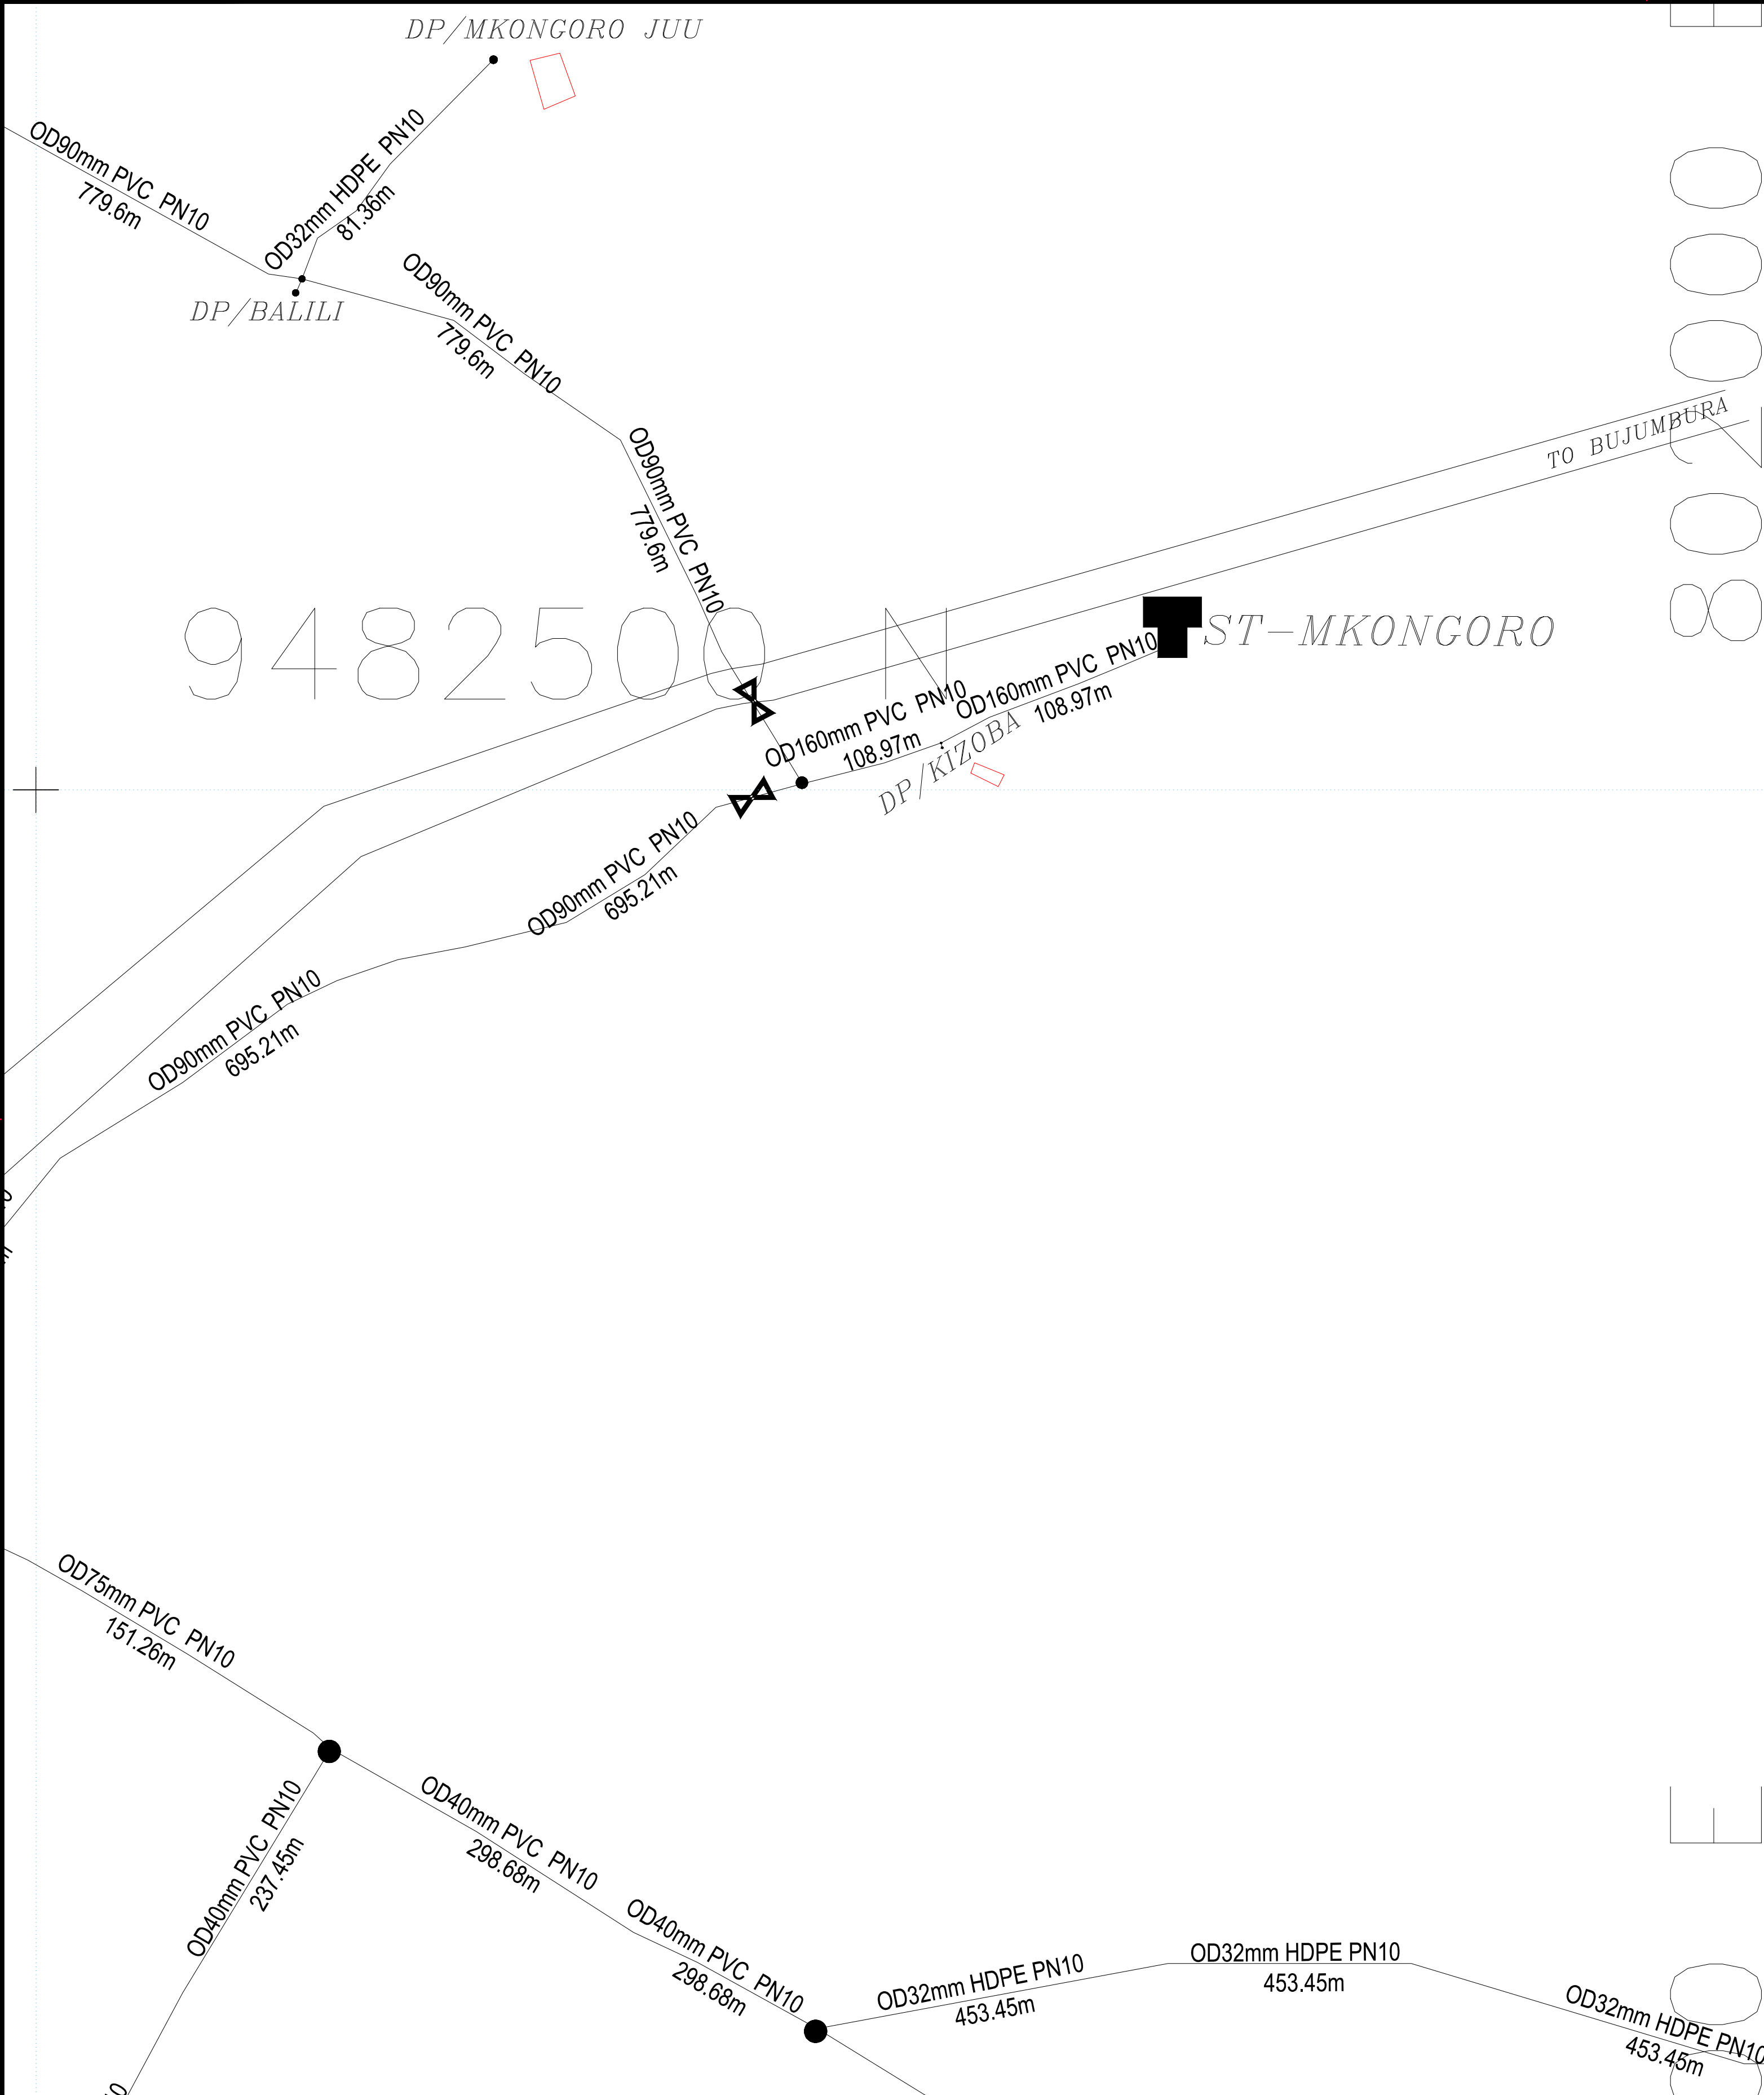 DP/MKONGORO JUU
OD90mm PVC PN10
779.6m
OD32mm HDPE PN10
81.36m
DP/BALILI
OD90mm PVC PN10
779.6m
OD90mm PVC PN10
779.6m
TO BUJUMBURA
9482500 N
ST-MKONGORO
OD160mm PVC PN10
108.97m
OD160mm PVC PN10
108.97m
DP/KIZOBA
OD90mm PVC PN10
695.21m
OD90mm PVC PN10
695.21m
OD75mm PVC PN10
151.26m
OD40mm PVC PN10
237.45m
OD40mm PVC PN10
298.68m
OD40mm PVC PN10
298.68m
OD32mm HDPE PN10
453.45m
OD32mm HDPE PN10
453.45m
OD32mm HDPE PN10
453.45m